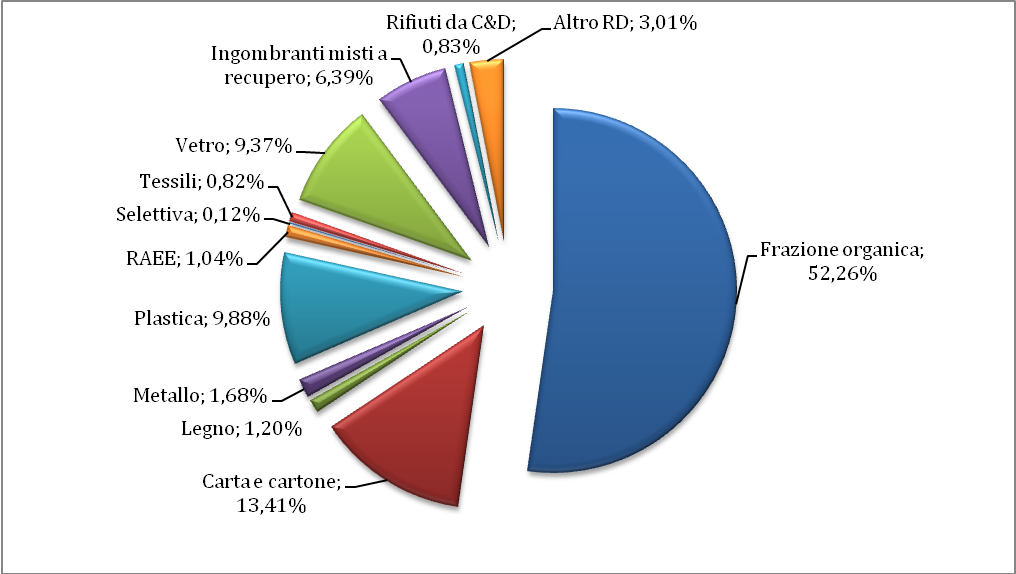 Rifiuti da C&D;
0,83%
Altro RD; 3,01%
Ingombranti misti a
recupero; 6,39%
Vetro; 9,37%
Tessili; 0,82%
Selettiva; 0,12%
RAEE; 1,04%
Plastica; 9,88%
Metallo; 1,68%
Legno; 1,20%
Carta e cartone;
13,41%
Frazione organica;
52,26%